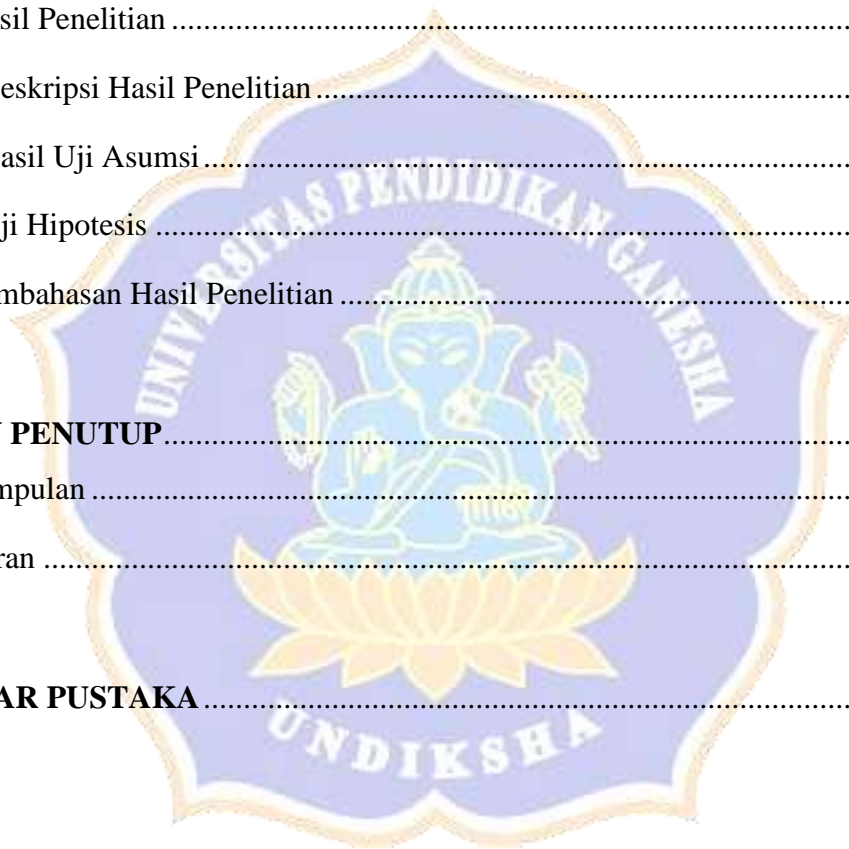 sil Penelitian ....................................................................................
eskripsi Hasil Penelitian ..................................................................
asil Uji Asumsi ................................................................................
ji Hipotesis ......................................................................................
mbahasan Hasil Penelitian ...............................................................
PENUTUP ......................................................................................
mpulan ...............................................................................................
ran .....................................................................................................
AR PUSTAKA .................................................................................
UNIVERSITAS PENDIDIKAN GANESHA
UNDIKSHA